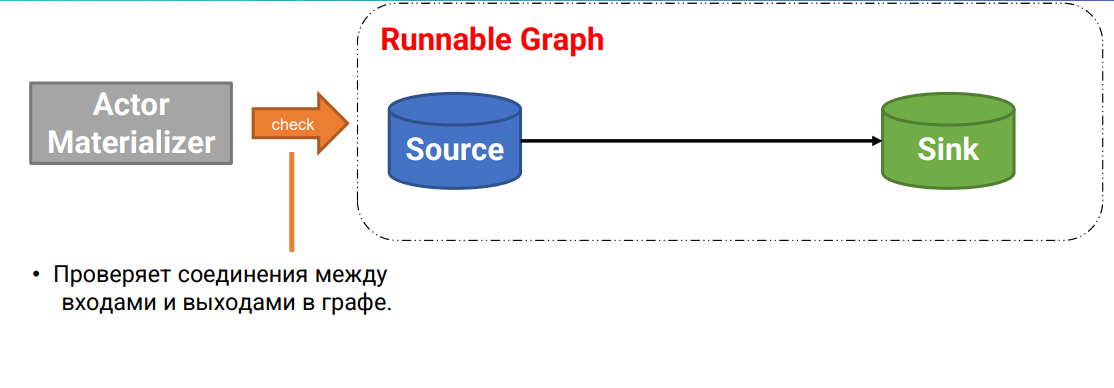 Runnable Graph
Actor
Materializer
check
Source
Sink
• Проверяет соединения между
входами и выходами в графе.